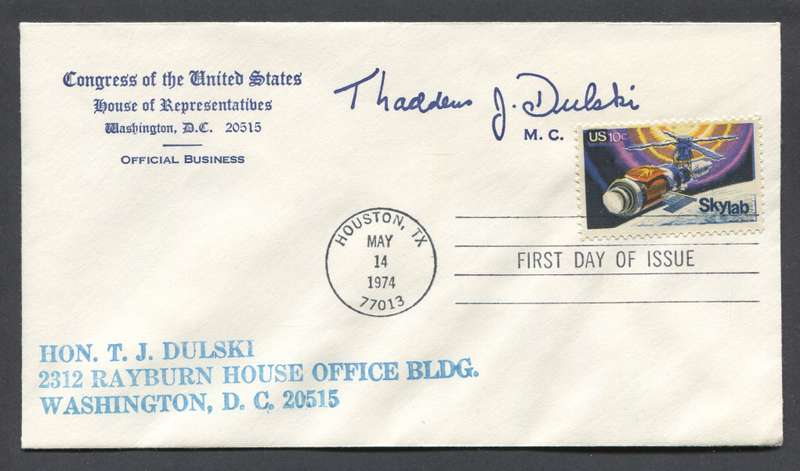 Congress of the United States
House of Representatives
Washington, D.C. 20515
OFFICIAL BUSINESS
Thaddeus J. Dulski
M. C.
US 10c
Skylab
HOUSTON, TX
MAY
14
1974
77013
FIRST DAY OF ISSUE
HON. T. J. DULSKI
2312 RAYBURN HOUSE OFFICE BLDG.
WASHINGTON, D. C. 20515